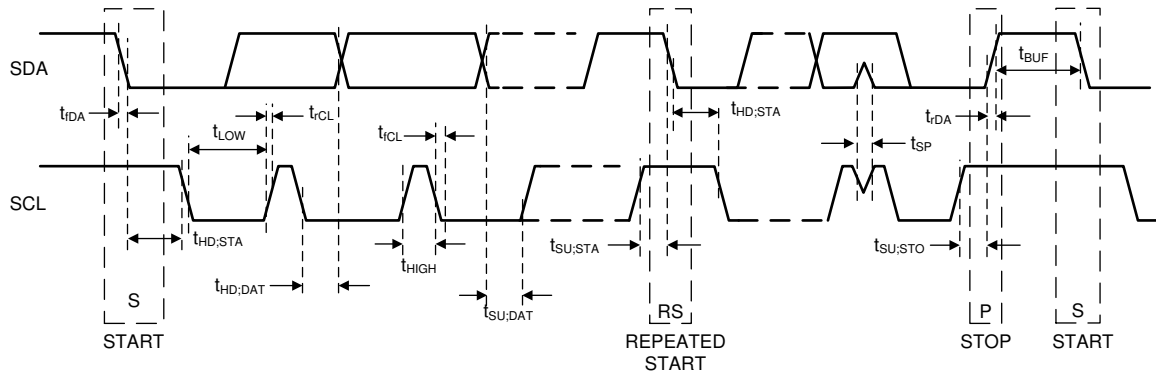 SDA
t_fDA
t_LOW
t_rCL
t_fCL
t_HD;STA
t_SP
t_rDA
t_BUF
SCL
t_HD;STA
t_HD;DAT
t_HIGH
t_SU;DAT
t_SU;STA
t_SU;STO
S
RS
P
S
START
REPEATED
START
STOP
START